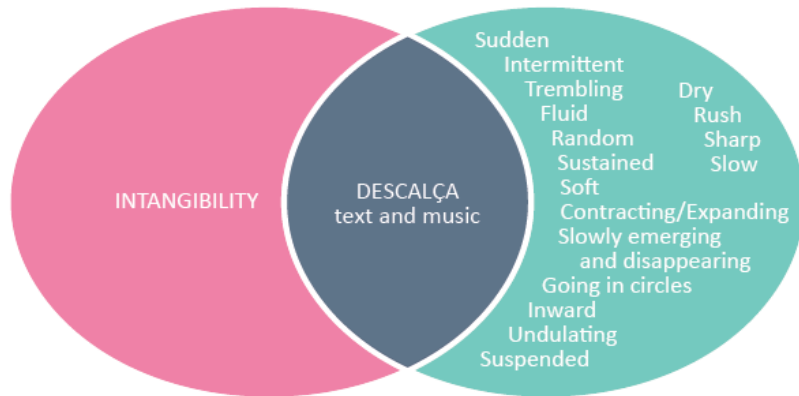 INTANGIBILITY
DESCALÇA
text and music
Sudden
Intermittent
Trembling
Fluid
Random
Sustained
Soft
Contracting/Expanding
Slowly emerging
and disappearing
Going in circles
Inward
Undulating
Suspended
Dry
Rush
Sharp
Slow